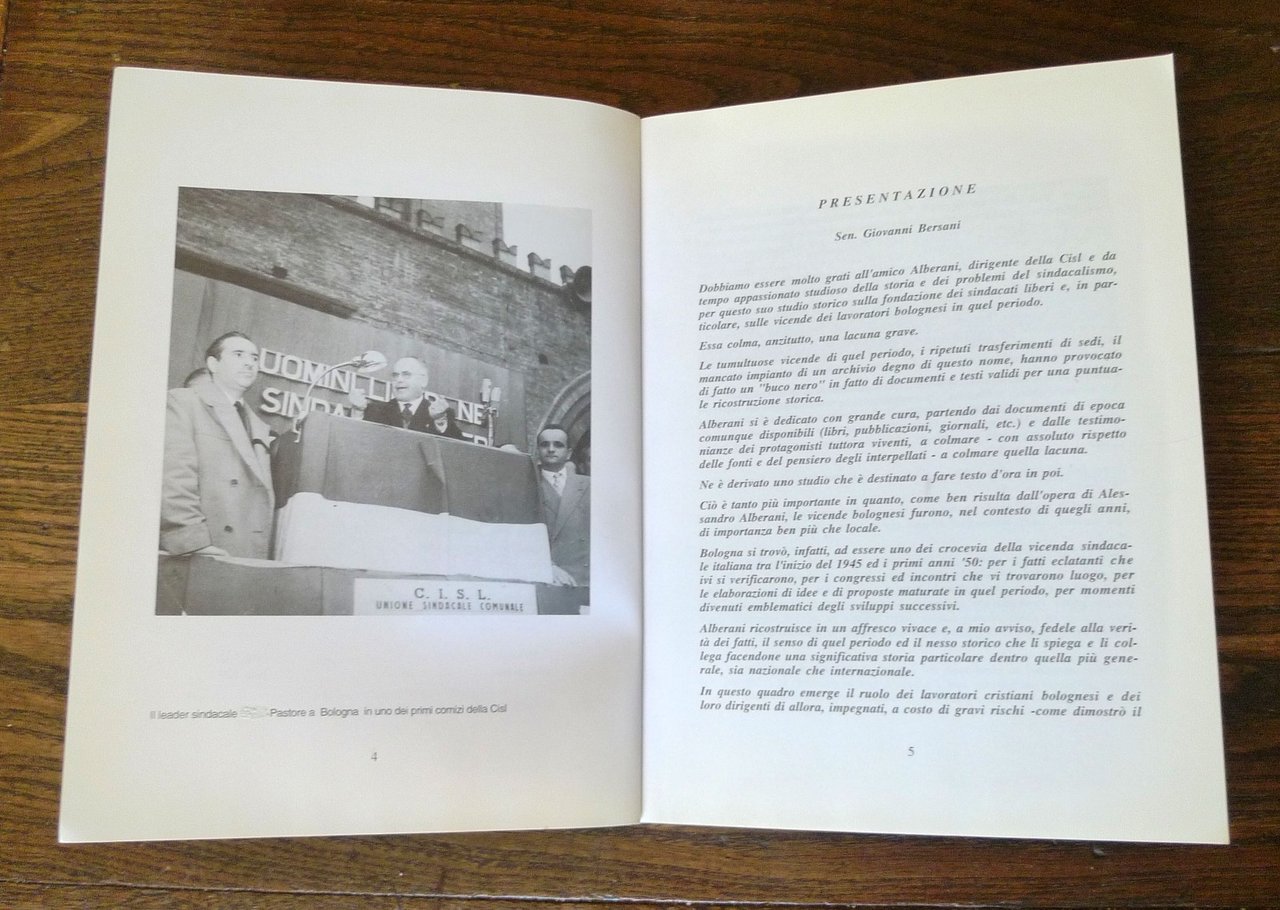 UOMINI
SINDA
C. I. S. L.
UNIONE SINDACALE COMUNALE
Il leader sindacale Pastore a Bologna in uno dei primi comizi della Cisl
4
PRESENTAZIONE
Sen. Giovanni Bersani
Dobbiamo essere molto grati all'amico Alberani, dirigente della Cisl e da
tempo appassionato studioso della storia e dei problemi del sindacalismo,
per questo suo studio storico sulla fondazione dei sindacati liberi e, in par-
ticolare, sulle vicende dei lavoratori bolognesi in quel periodo.
Essa colma, anzitutto, una lacuna grave.
Le tumultuose vicende di quel periodo, i ripetuti trasferimenti di sedi, il
mancato impianto di un archivio degno di questo nome, hanno provocato
di fatto un "buco nero" in fatto di documenti e testi validi per una puntua-
le ricostruzione storica.
Alberani si è dedicato con grande cura, partendo dai documenti di epoca
comunque disponibili (libri, pubblicazioni, giornali, etc.) e dalle testimo-
nianze dei protagonisti tuttora viventi, a colmare - con assoluto rispetto
delle fonti e del pensiero degli interpellati - a colmare quella lacuna.
Ne è derivato uno studio che è destinato a fare testo d'ora in poi.
Ciò è tanto più importante in quanto, come ben risulta dall'opera di Ales-
sandro Alberani, le vicende bolognesi furono, nel contesto di quegli anni,
di importanza ben più che locale.
Bologna si trovò, infatti, ad essere uno dei crocevia della vicenda sindaca-
le italiana tra l'inizio del 1945 ed i primi anni '50: per i fatti eclatanti che
ivi si verificarono, per i congressi ed incontri che vi trovarono luogo, per
le elaborazioni di idee e di proposte maturate in quel periodo, per momenti
divenuti emblematici degli sviluppi successivi.
Alberani ricostruisce in un affresco vivace e, a mio avviso, fedele alla veri-
tà dei fatti, il senso di quel periodo ed il nesso storico che li spiega e li col-
lega facendone una significativa storia particolare dentro quella più gene-
rale, sia nazionale che internazionale.
In questo quadro emerge il ruolo dei lavoratori cristiani bolognesi e dei
loro dirigenti di allora, impegnati, a costo di gravi rischi -come dimostrò il
5